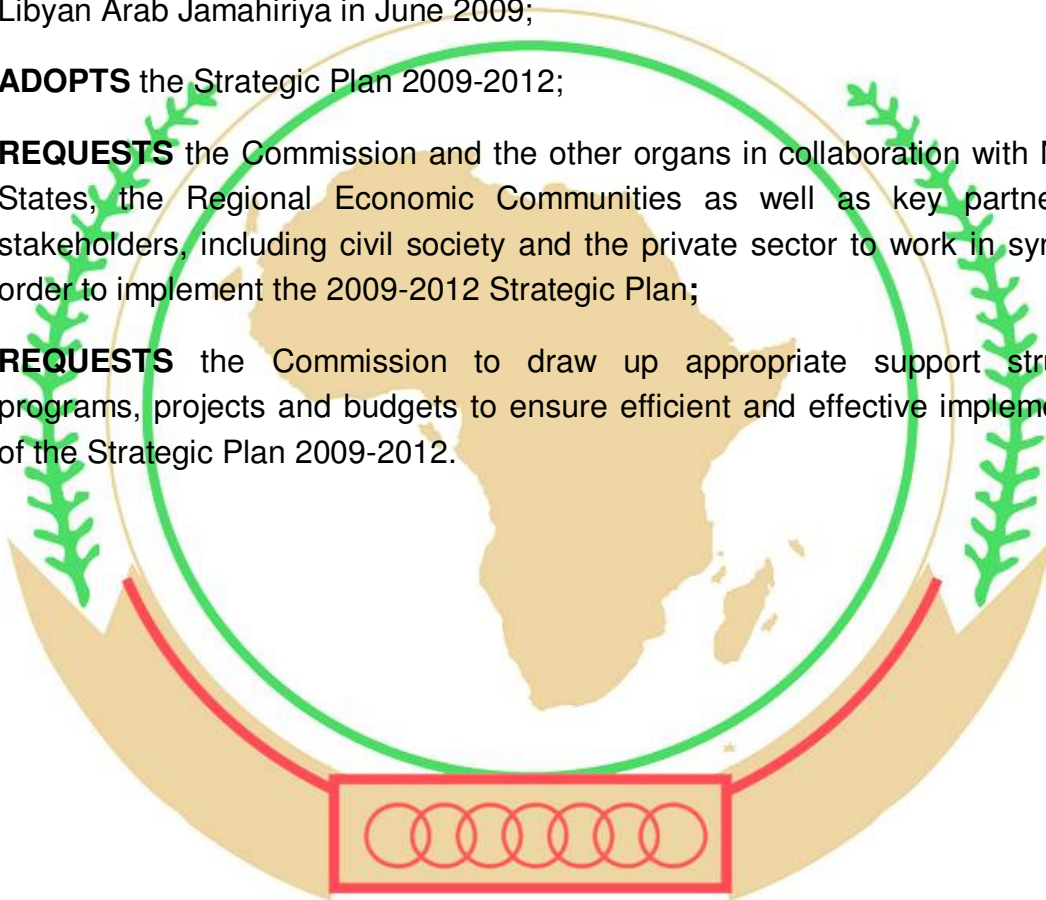 Libyan Arab Jamahiriya in June 2009;
ADOPTS the Strategic Plan 2009-2012;
REQUESTS the Commission and the other organs in collaboration with
States, the Regional Economic Communities as well as key
stakeholders, including civil society and the private sector to work in
order to implement the 2009-2012 Strategic Plan;
REQUESTS the Commission to draw up appropriate support
programs, projects and budgets to ensure efficient and effective
of the Strategic Plan 2009-2012.